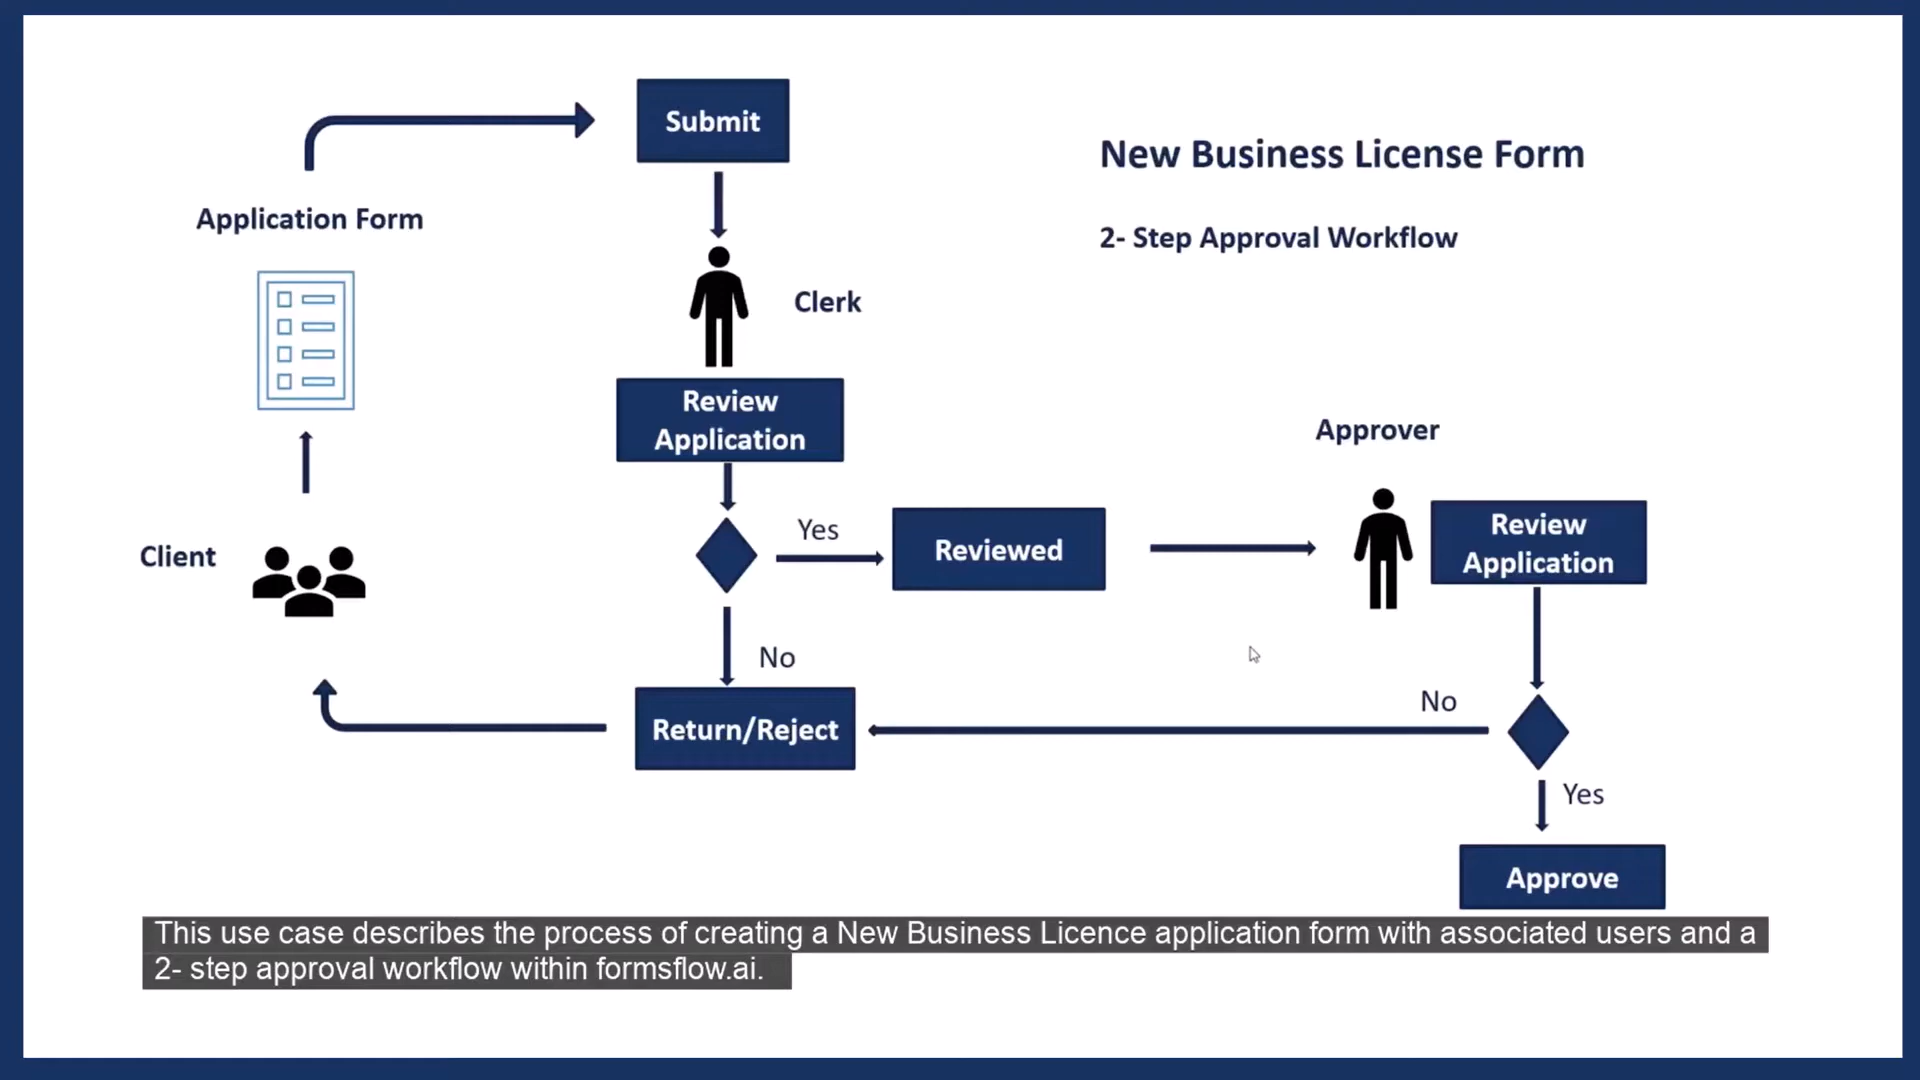 Submit
New Business License Form
Application Form
2- Step Approval Workflow
Clerk
Review
Application
Approver
Client
Yes
Reviewed
Review
Application
No
Return/Reject
No
Yes
Approve
This use case describes the process of creating a New Business Licence application form with associated users and a
2- step approval workflow within formsflow.ai.